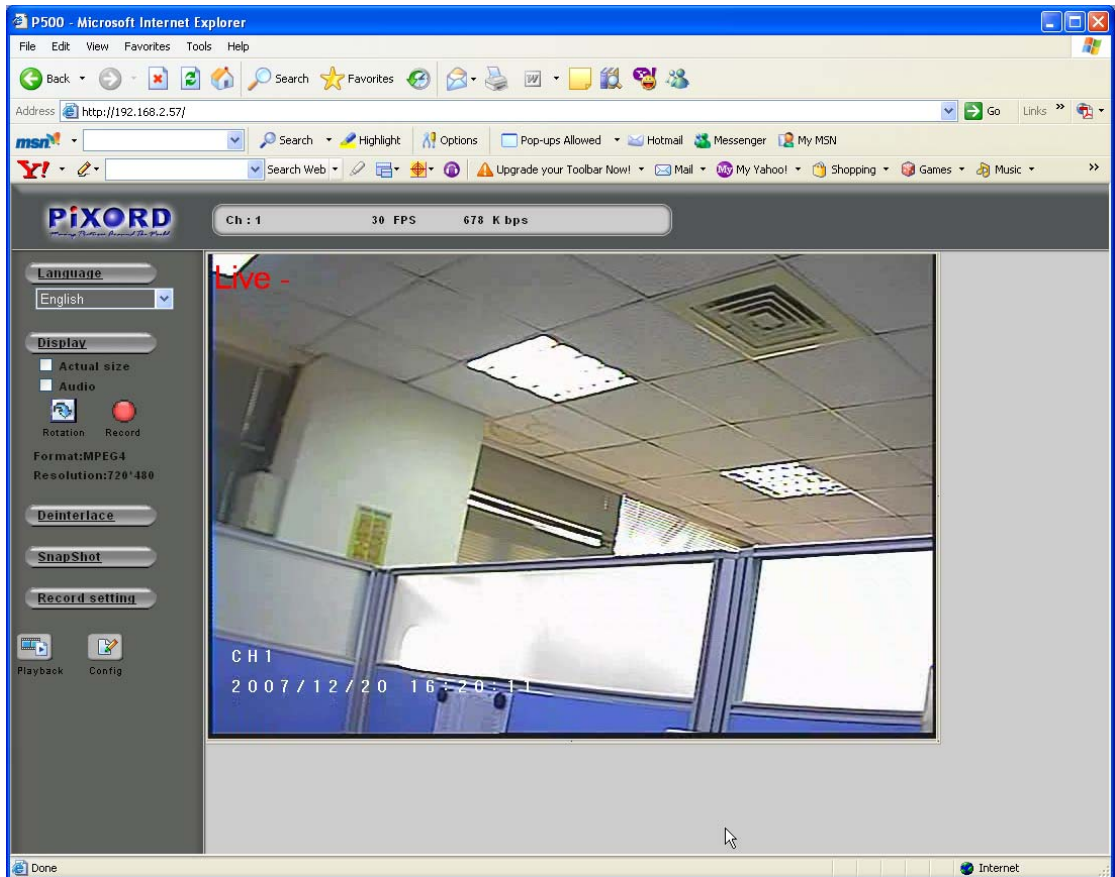 P500 - Microsoft Internet Explorer
File Edit View Favorites Tools Help
Back Search Favorites
Address http://192.168.2.57/ Go Links »
msn Search Highlight Options Pop-ups Allowed Hotmail Messenger My MSN
Y! Search Web Upgrade your Toolbar Now! Mail My Yahoo! Shopping Games Music »
PiXORD
Ch : 1 30 FPS 678 K bps
Language
English
Display
Actual size
Audio
Rotation Record
Format:MPEG4
Resolution:720*480
Deinterlace
SnapShot
Record setting
Playback Config
Live -
CH1
2007/12/20 16:20:11
Done Internet